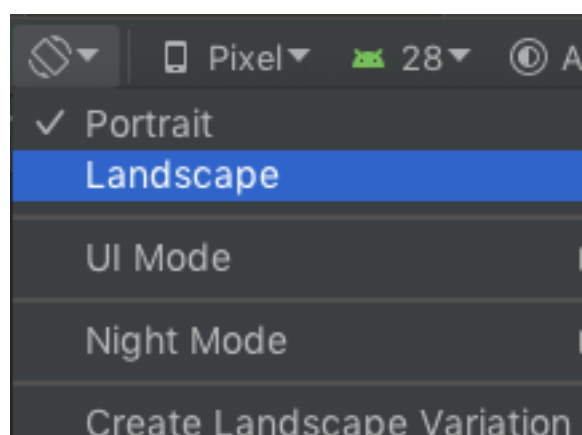 Pixel 28 A
Portrait
Landscape
UI Mode
Night Mode
Create Landscape Variation